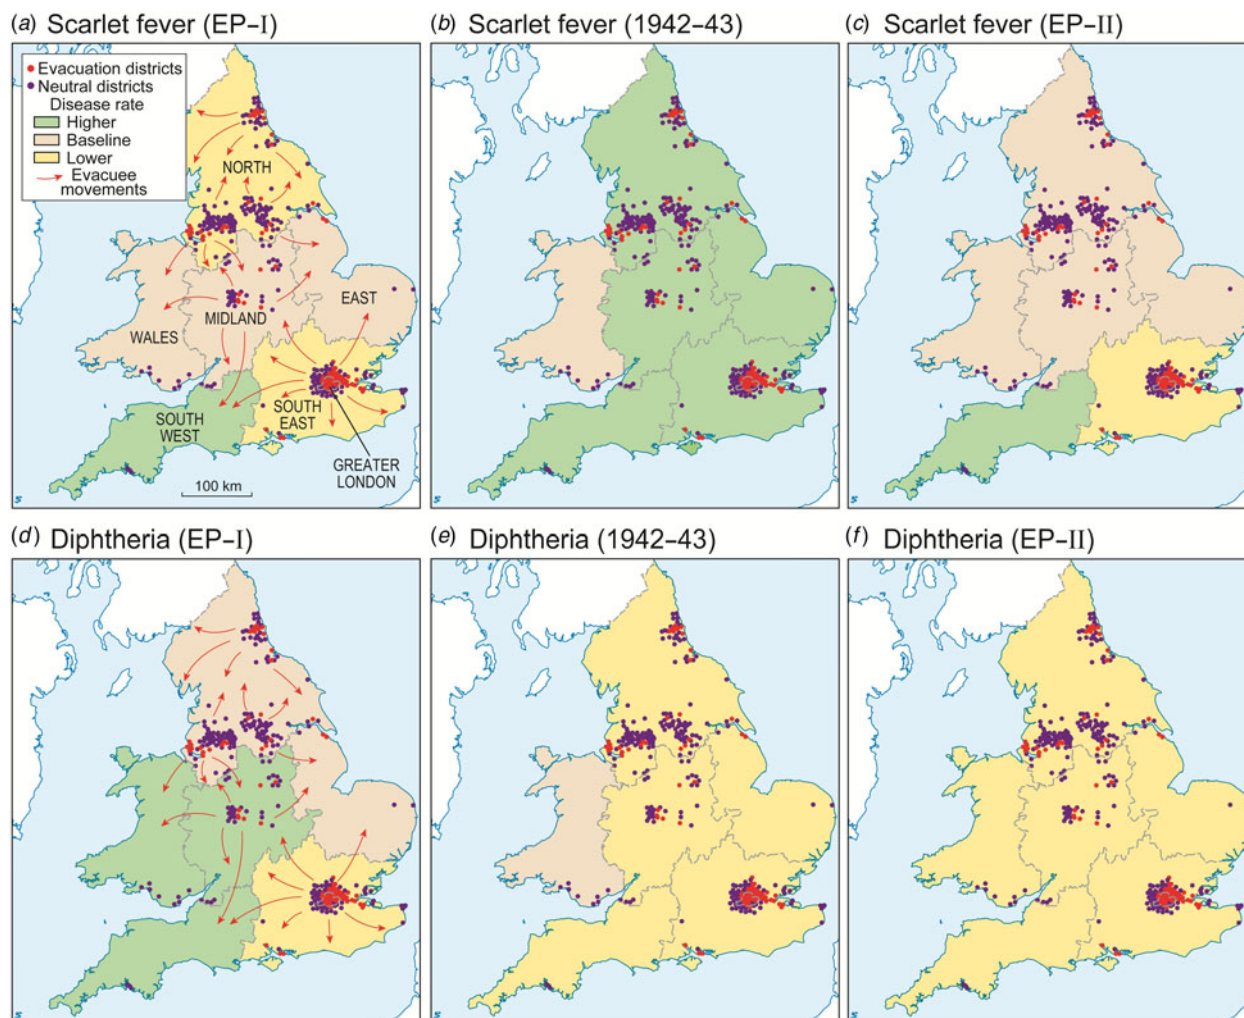 (a) Scarlet fever (EP–I)
(b) Scarlet fever (1942–43)
(c) Scarlet fever (EP–II)
Evacuation districts
Neutral districts
Disease rate
Higher
Baseline
Lower
Evacuee
movements
NORTH
EAST
MIDLAND
WALES
SOUTH
WEST
SOUTH
EAST
GREATER
LONDON
100 km
(d) Diphtheria (EP–I)
(e) Diphtheria (1942–43)
(f) Diphtheria (EP–II)